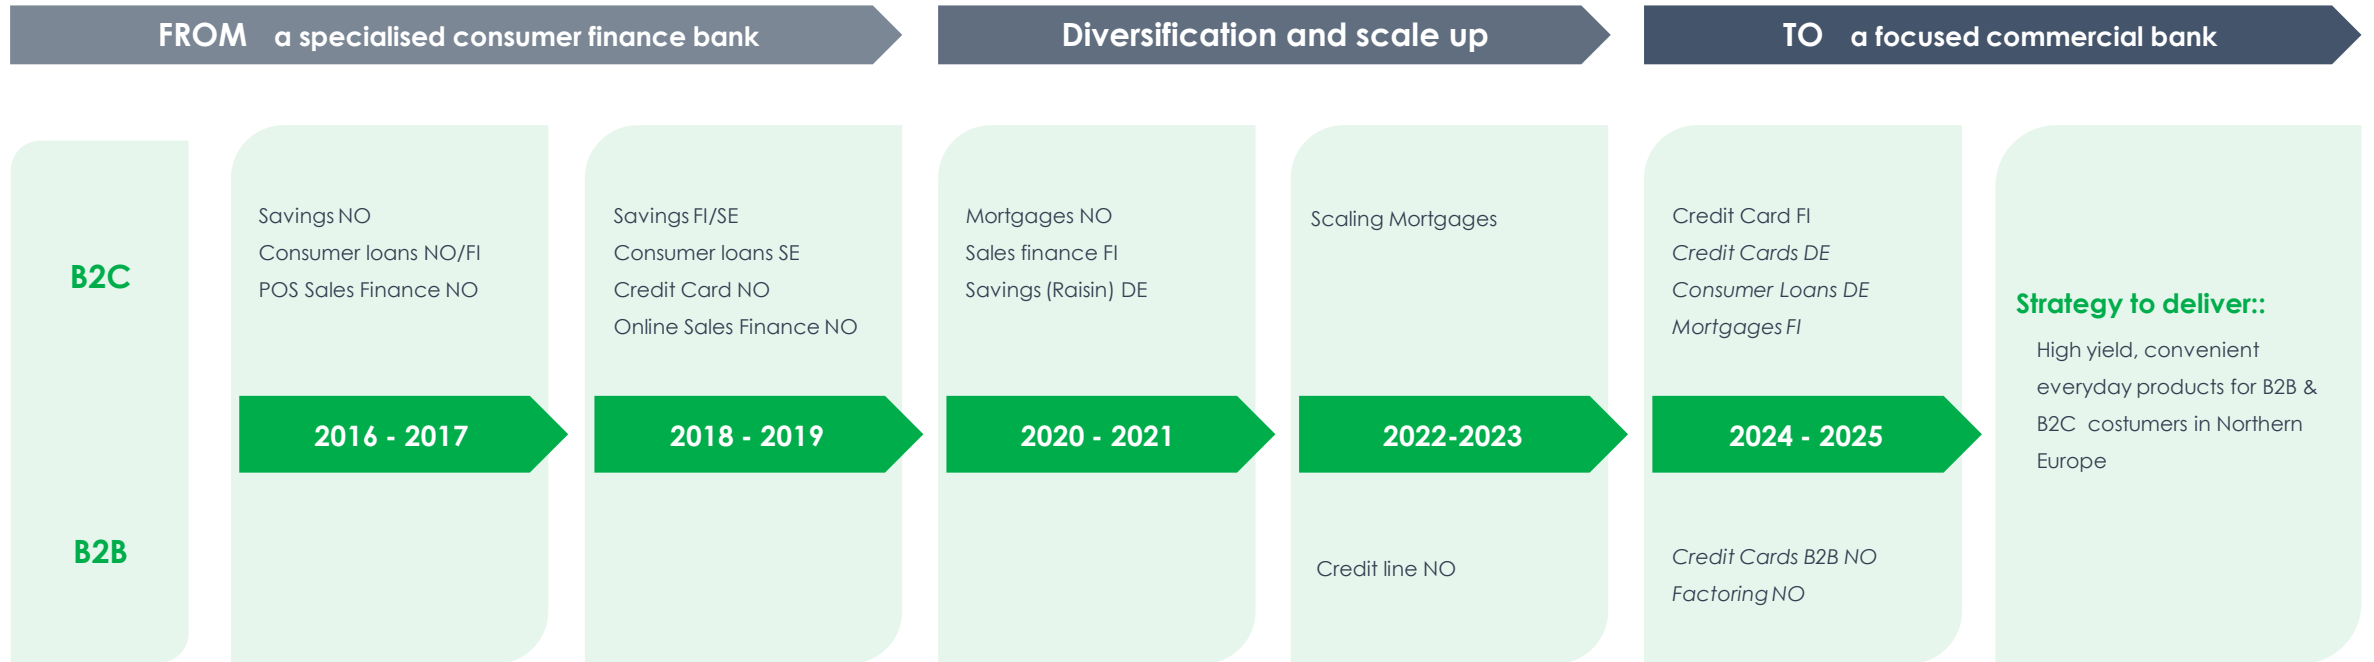 FROM a specialised consumer finance bank
Diversification and scale up
TO a focused commercial bank
B2C
Savings NO
Consumer loans NO/FI
POS Sales Finance NO
Savings FI/SE
Consumer loans SE
Credit Card NO
Online Sales Finance NO
Mortgages NO
Sales finance FI
Savings (Raisin) DE
Scaling Mortgages
Credit Card FI
Credit Cards DE
Consumer Loans DE
Mortgages FI
Strategy to deliver::
High yield, convenient
everyday products for B2B &
B2C costumers in Northern
Europe
2016 - 2017
2018 - 2019
2020 - 2021
2022-2023
2024 - 2025
B2B
Credit line NO
Credit Cards B2B NO
Factoring NO